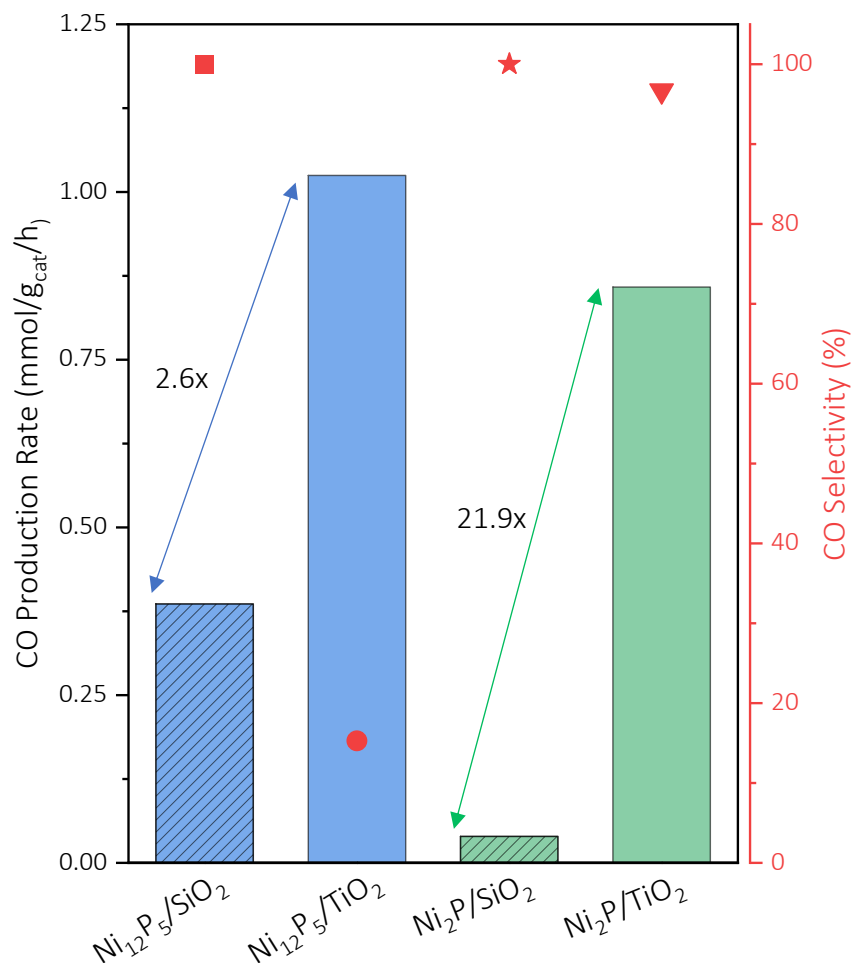 CO Production Rate (mmol/g_cat/h)
1.25
1.00
0.75
0.50
0.25
0.00
2.6x
21.9x
100
80
60
40
20
0
CO Selectivity (%)
Ni₁₂P₅/SiO₂
Ni₁₂P₅/TiO₂
Ni₂P/SiO₂
Ni₂P/TiO₂